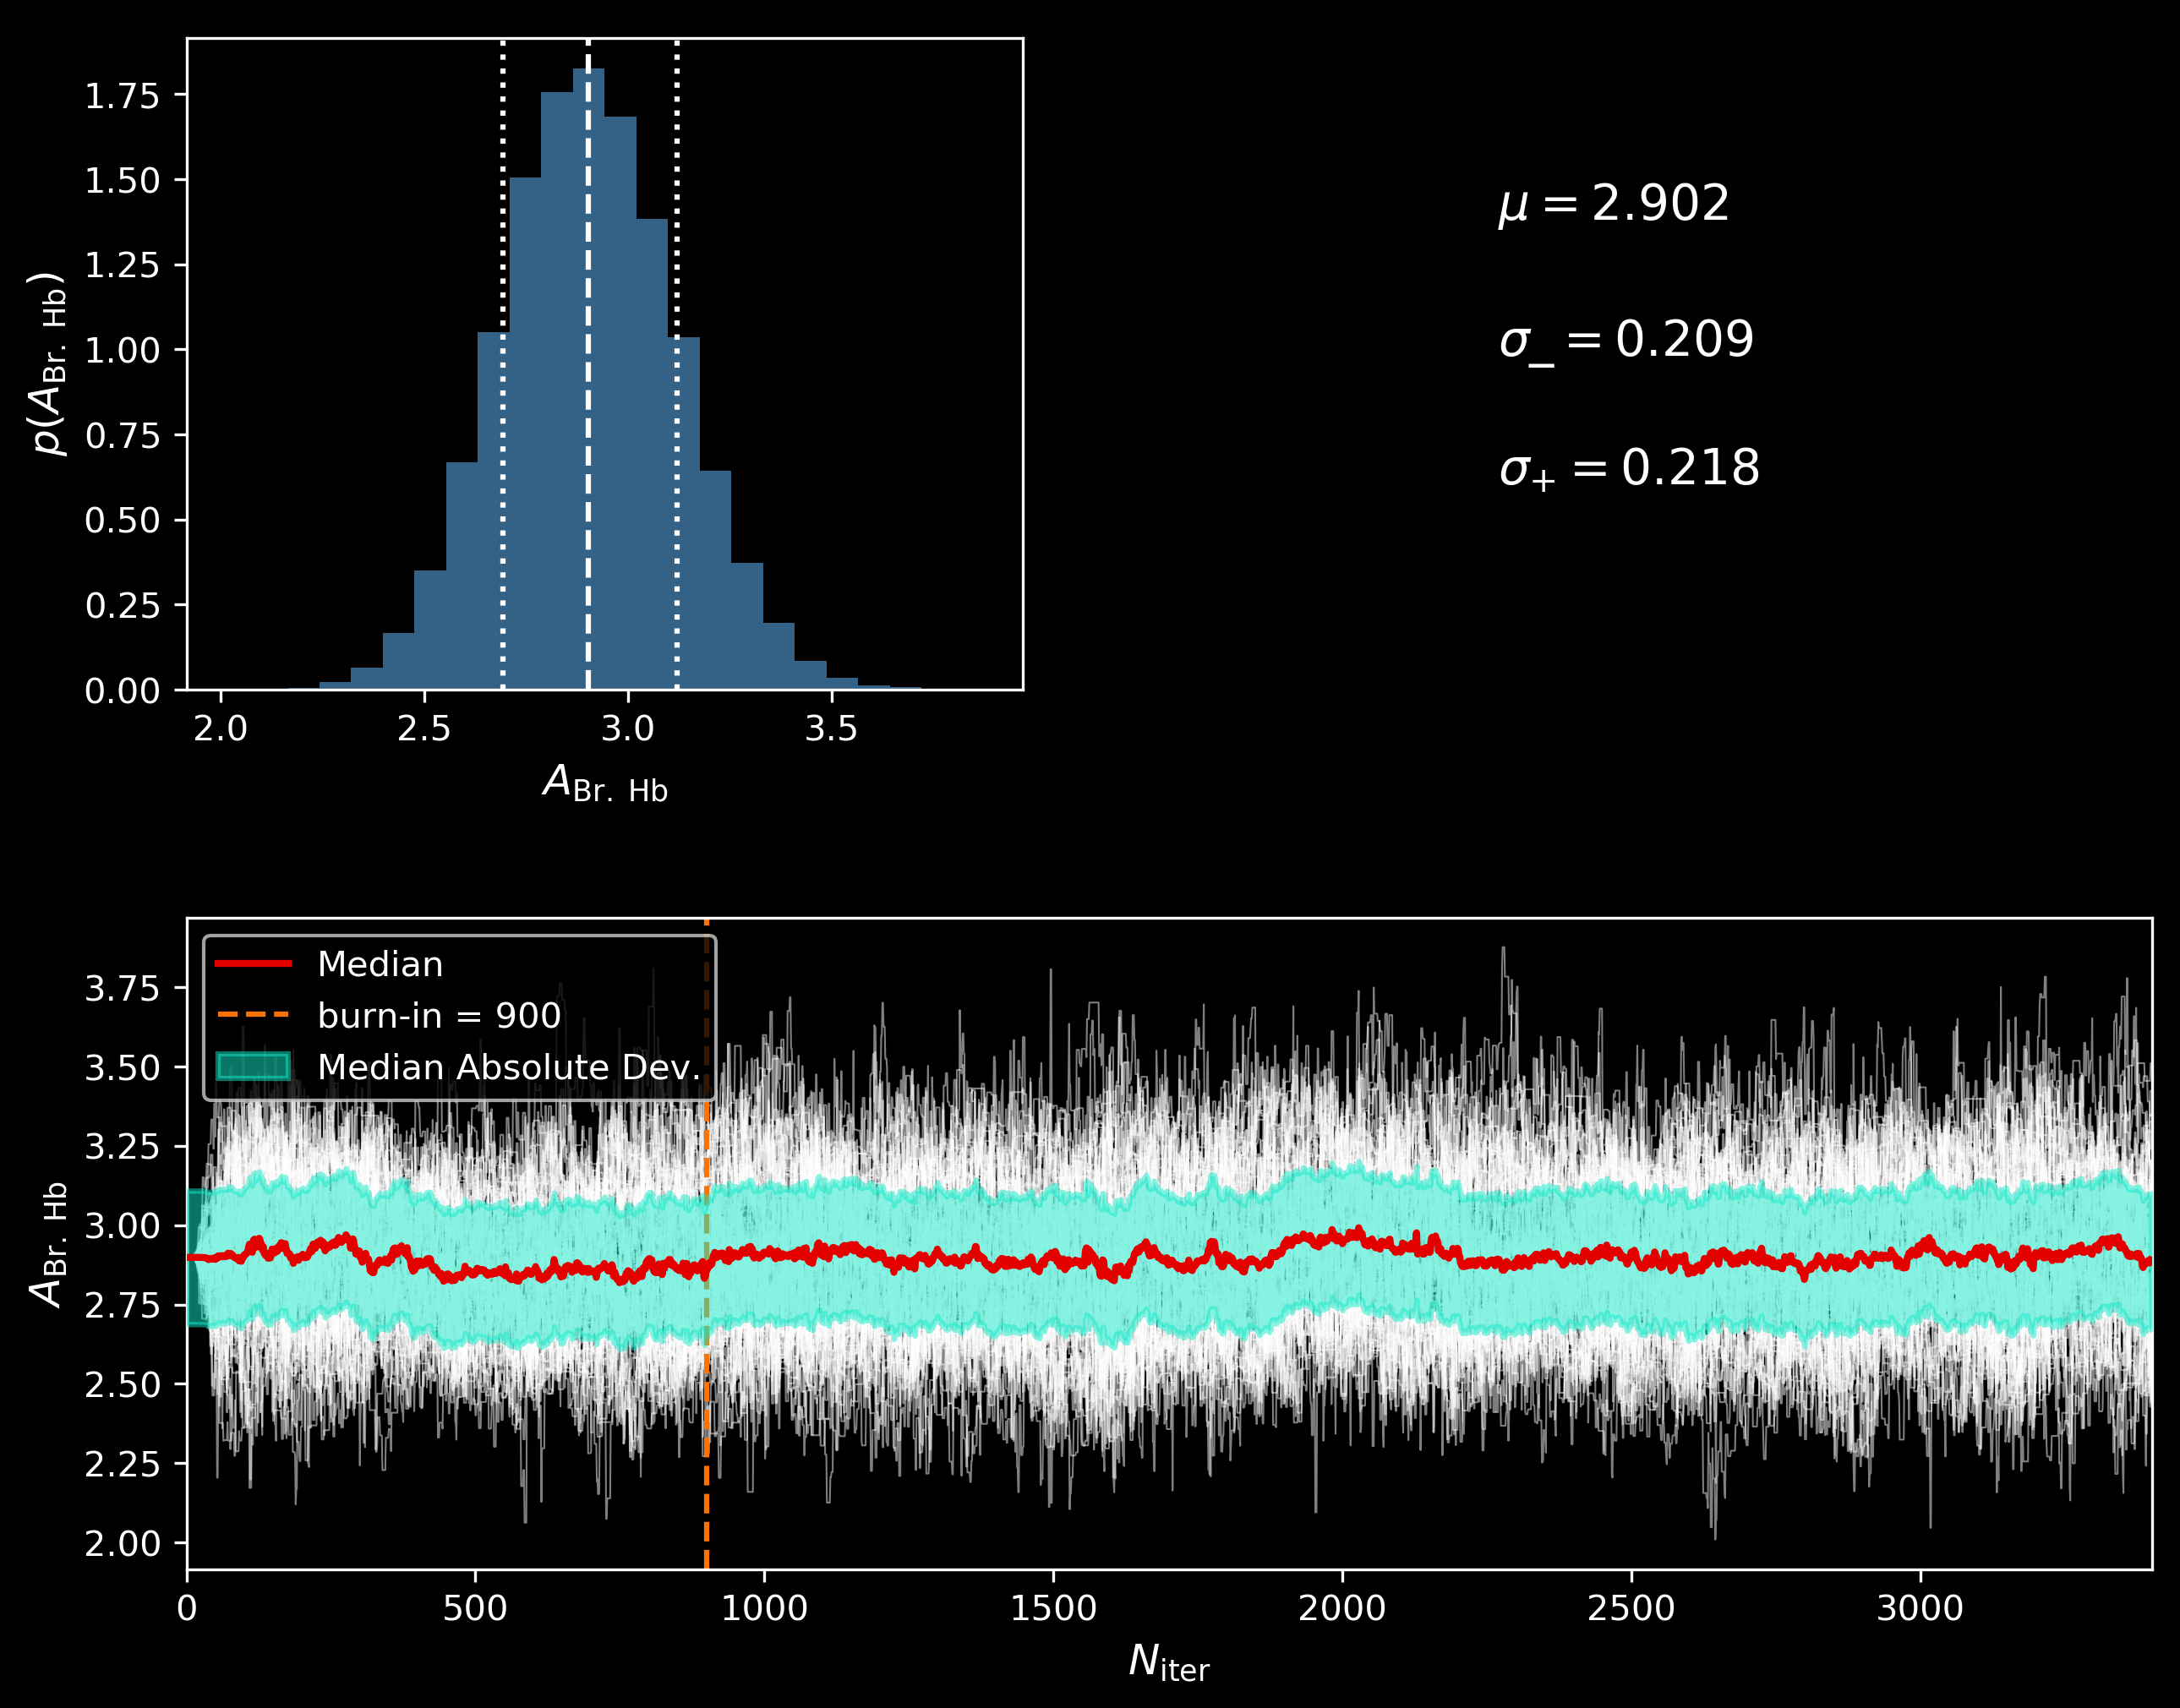 1.75
1.50
1.25
1.00
0.75
0.50
0.25
0.00
p(A_Br. Hb)
2.0 2.5 3.0 3.5
A_Br. Hb
μ = 2.902
σ_− = 0.209
σ_+ = 0.218
Median
burn-in = 900
Median Absolute Dev.
3.75
3.50
3.25
3.00
2.75
2.50
2.25
2.00
A_Br. Hb
0 500 1000 1500 2000 2500 3000
N_iter